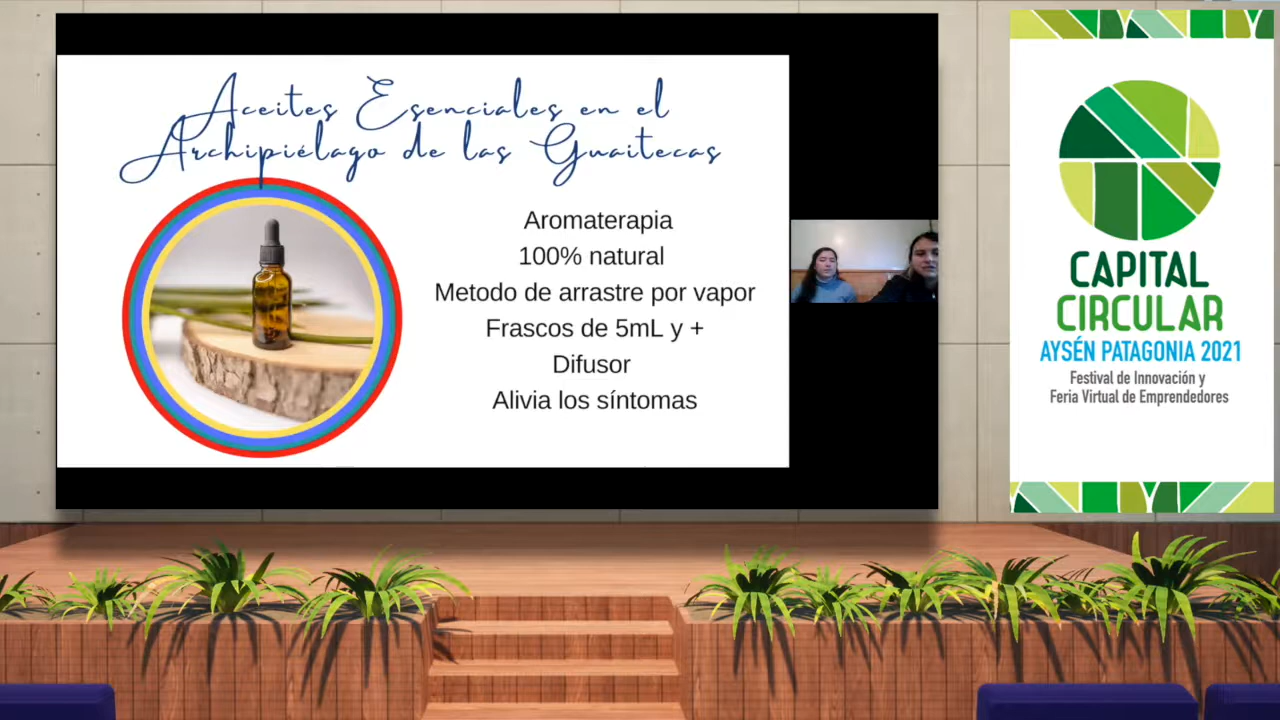 Aceites Esenciales en el
Archipiélago de las Guaitecas
Aromaterapia
100% natural
Metodo de arrastre por vapor
Frascos de 5mL y +
Difusor
Alivia los síntomas
CAPITAL
CIRCULAR
AYSÉN PATAGONIA 2021
Festival de Innovación y
Feria Virtual de Emprendedores